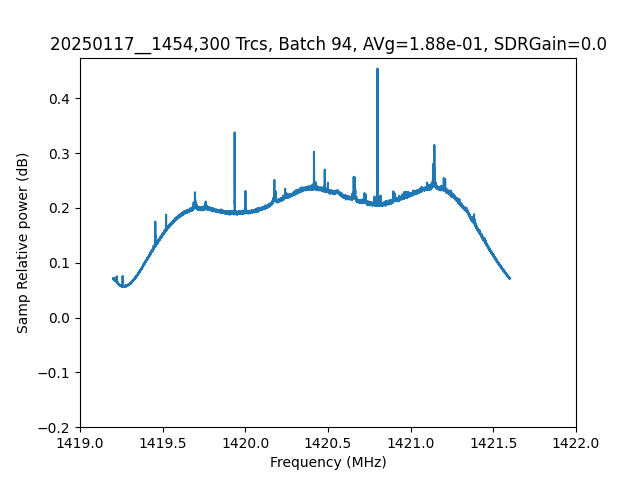 20250117__1454,300 Trcs, Batch 94, AVg=1.88e-01, SDRGain=0.0
Samp Relative power (dB)
0.4
0.3
0.2
0.1
0.0
−0.1
−0.2
1419.0 1419.5 1420.0 1420.5 1421.0 1421.5 1422.0
Frequency (MHz)